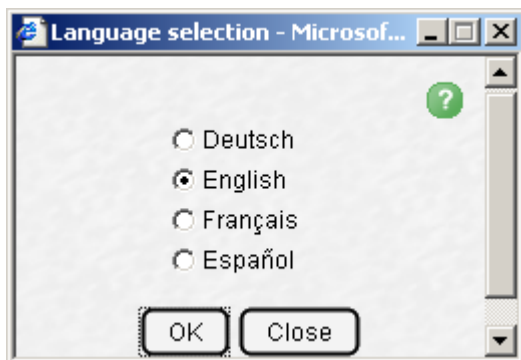 Language selection - Microsof...
?
Deutsch
English
Français
Español
OK Close